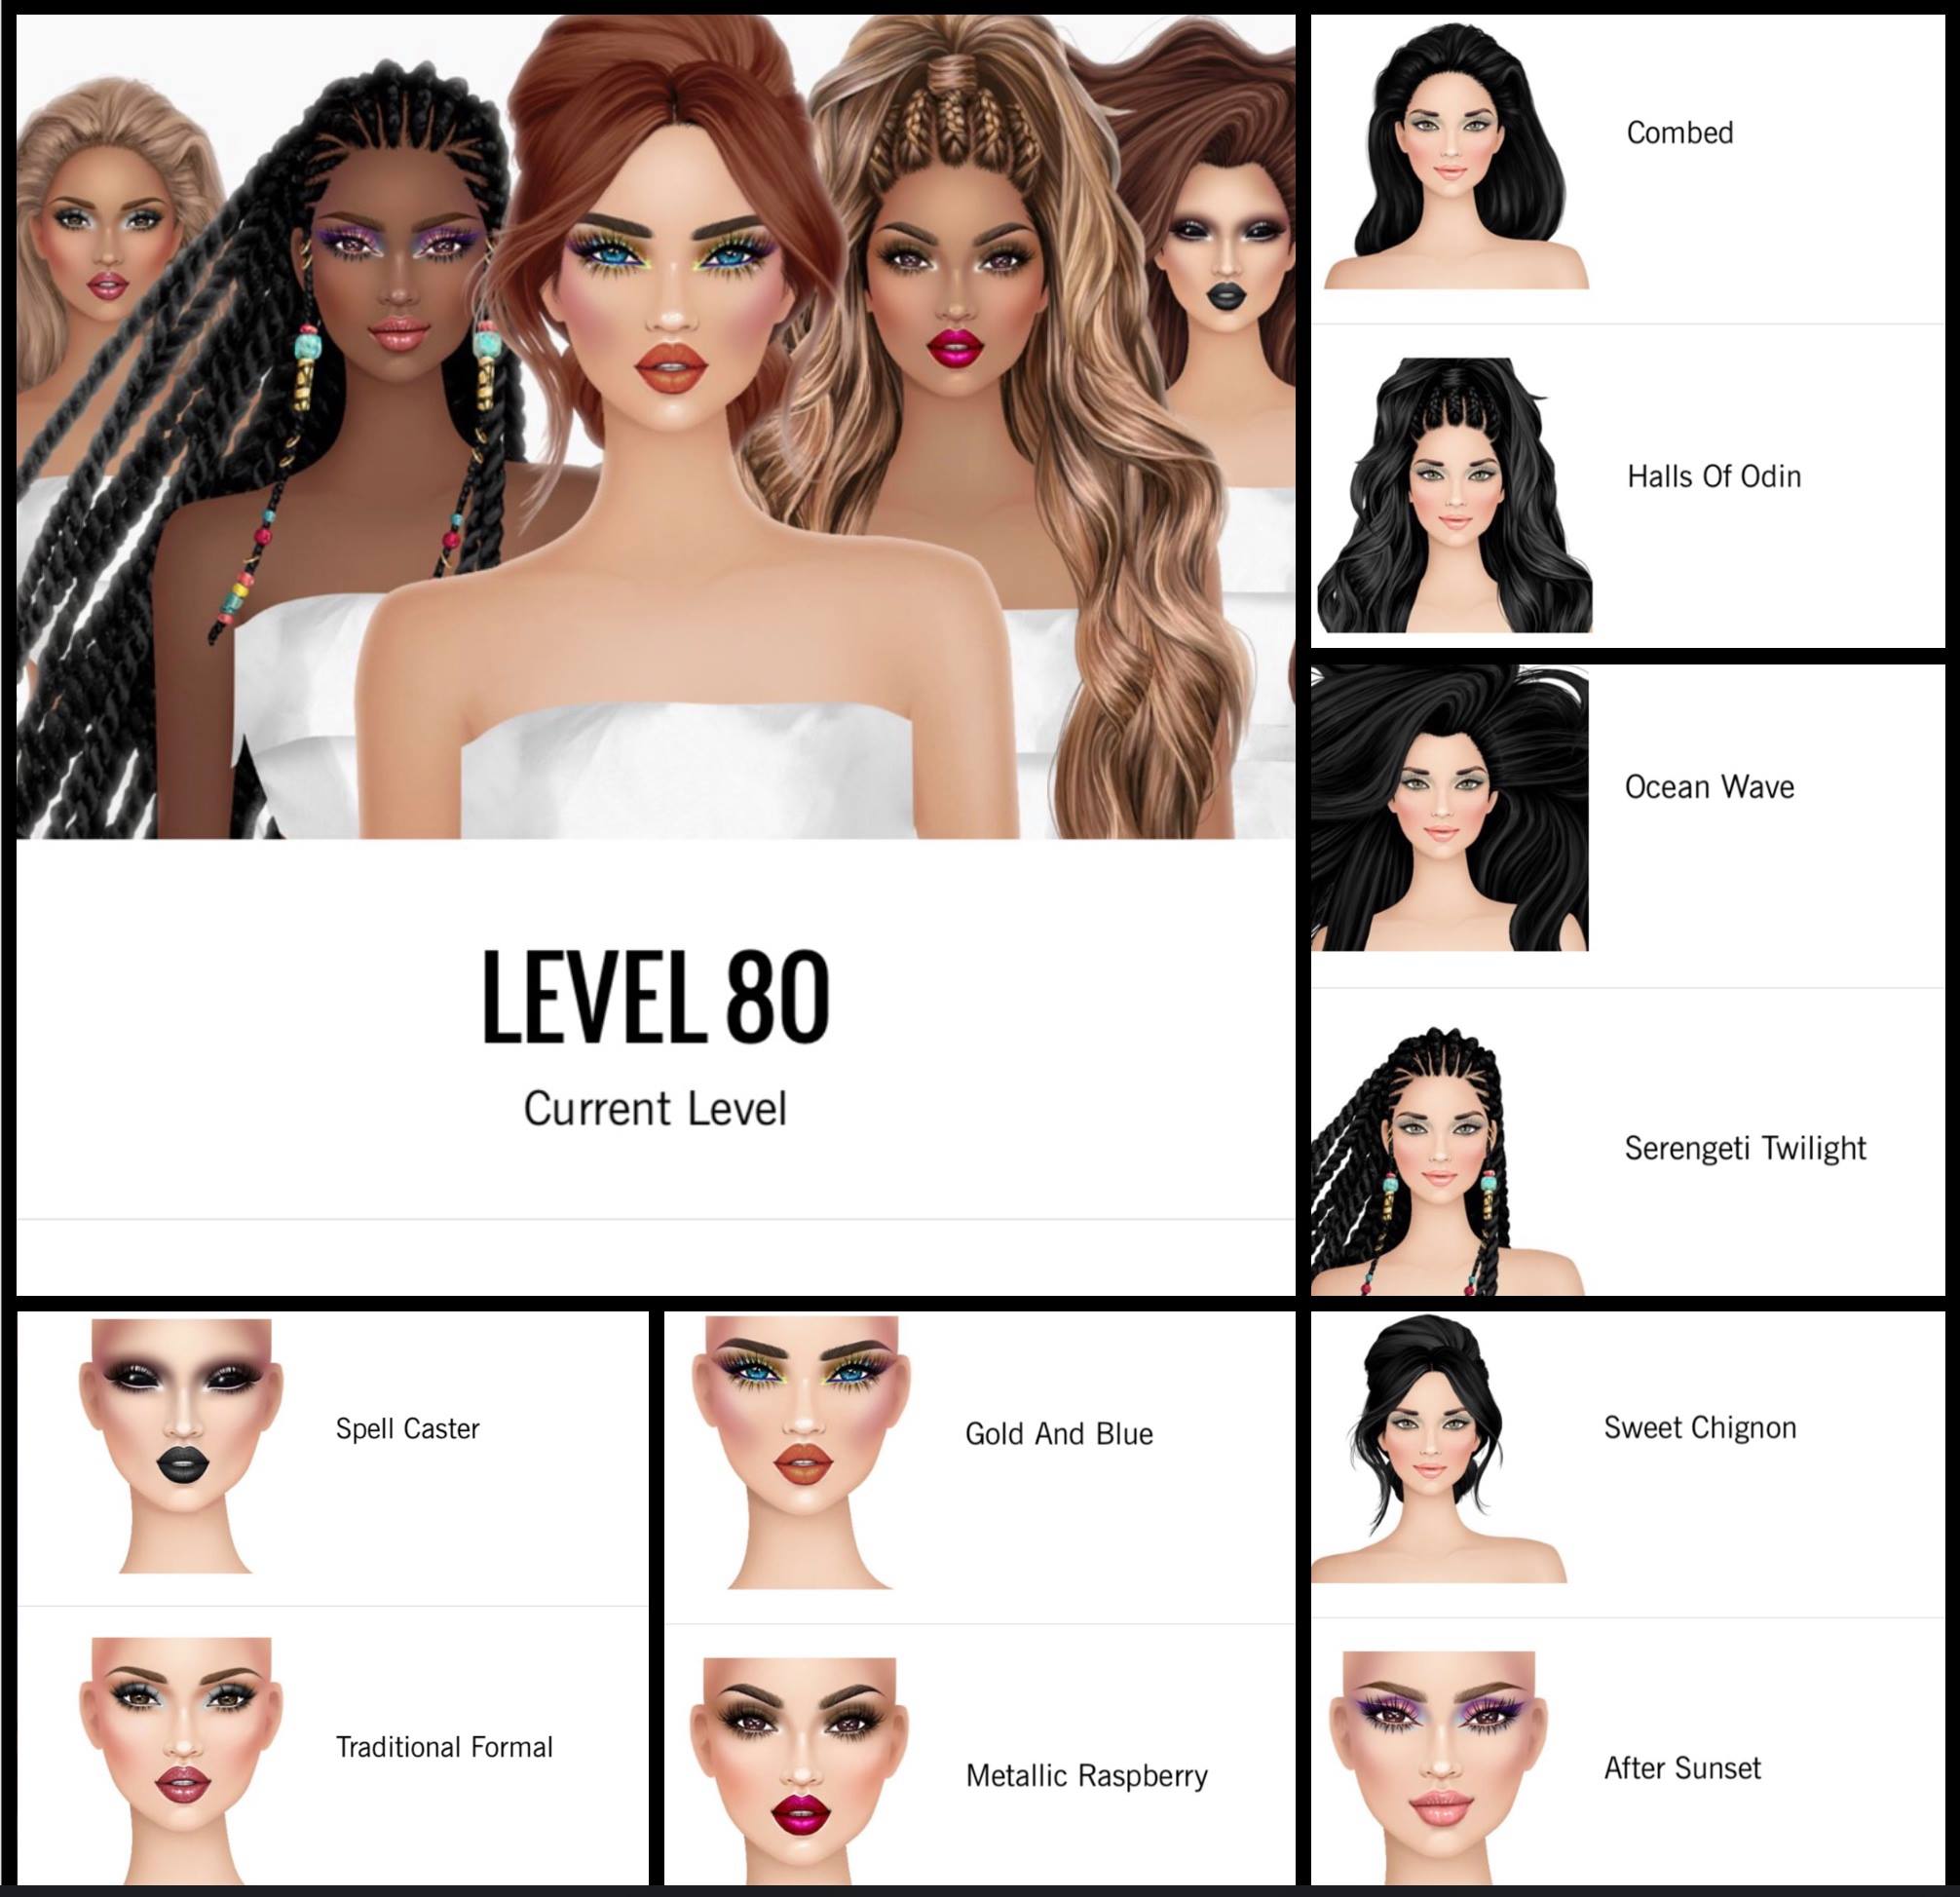 Combed
Halls Of Odin
Ocean Wave
LEVEL 80
Current Level
Serengeti Twilight
Spell Caster
Gold And Blue
Sweet Chignon
Traditional Formal
Metallic Raspberry
After Sunset